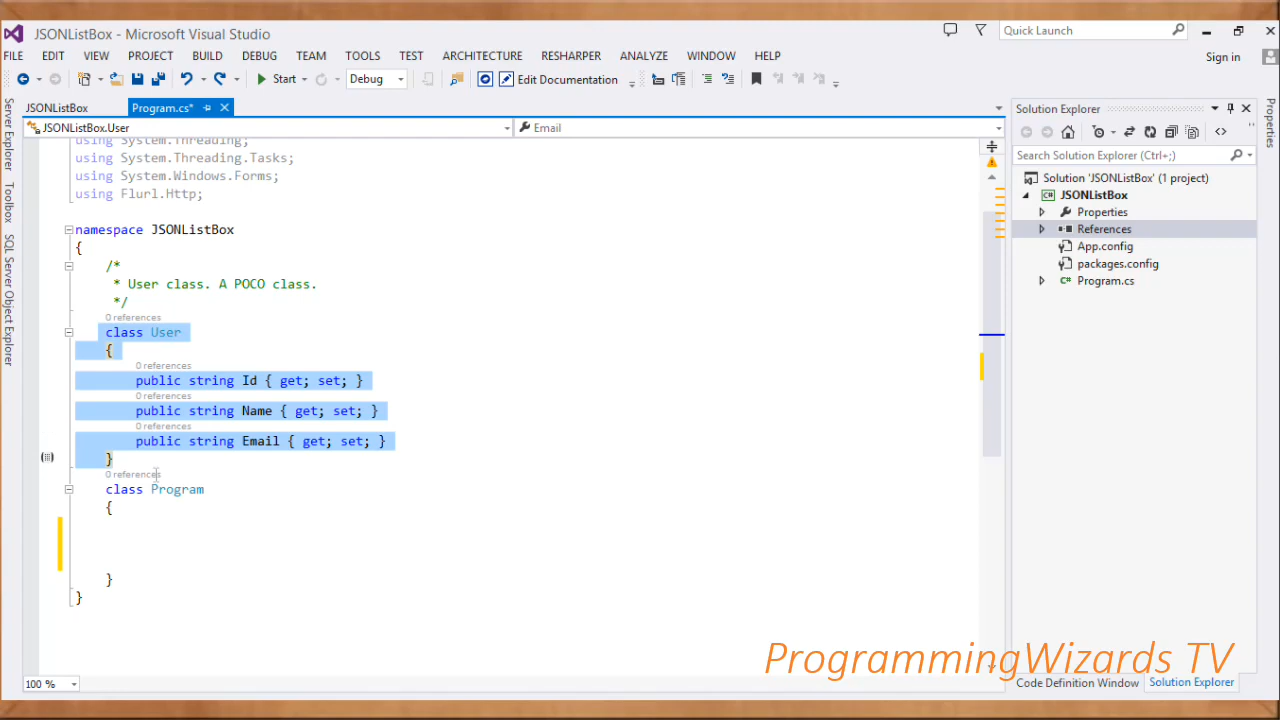 JSONListBox - Microsoft Visual Studio
Quick Launch
FILE EDIT VIEW PROJECT BUILD DEBUG TEAM TOOLS TEST ARCHITECTURE RESHARPER ANALYZE WINDOW HELP
Sign in
Start Debug Edit Documentation
Server Explorer
Toolbox
SQL Server Object Explorer
JSONListBox Program.cs*
JSONListBox.User Email
using System.Threading;
using System.Threading.Tasks;
using System.Windows.Forms;
using Flurl.Http;
namespace JSONListBox
{
/*
* User class. A POCO class.
*/
0 references
class User
{
0 references
public string Id { get; set; }
0 references
public string Name { get; set; }
0 references
public string Email { get; set; }
}
0 references
class Program
{
}
}
100 %
Solution Explorer
Search Solution Explorer (Ctrl+;)
Solution 'JSONListBox' (1 project)
C# JSONListBox
Properties
References
App.config
packages.config
C# Program.cs
Properties
ProgrammingWizards TV
Code Definition Window Solution Explorer